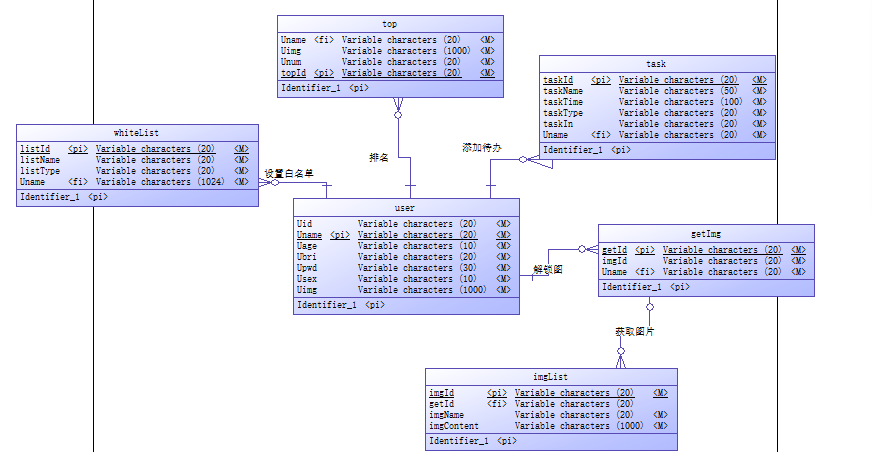 top
Uname <fi> Variable characters (20) <M>
Uimg Variable characters (1000) <M>
Unum Variable characters (20) <M>
topId <pi> Variable characters (20) <M>
Identifier_1 <pi>
task
taskId <pi> Variable characters (20) <M>
taskName Variable characters (50) <M>
taskTime Variable characters (100) <M>
taskType Variable characters (20) <M>
taskIn Variable characters (20) <M>
Uname <fi> Variable characters (20) <M>
Identifier_1 <pi>
whiteList
listId <pi> Variable characters (20) <M>
listName Variable characters (20) <M>
listType Variable characters (20) <M>
Uname <fi> Variable characters (1024) <M>
Identifier_1 <pi>
设置白名单
排名
添加待办
user
Uid Variable characters (20) <M>
Uname <pi> Variable characters (20) <M>
Uage Variable characters (10) <M>
Ubri Variable characters (20) <M>
Upwd Variable characters (30) <M>
Usex Variable characters (10) <M>
Uimg Variable characters (1000) <M>
Identifier_1 <pi>
解锁图
getImg
getId <pi> Variable characters (20) <M>
imgId Variable characters (20) <M>
Uname <fi> Variable characters (20) <M>
Identifier_1 <pi>
获取图片
imgList
imgId <pi> Variable characters (20) <M>
getId <fi> Variable characters (20)
imgName Variable characters (20) <M>
imgContent Variable characters (1000) <M>
Identifier_1 <pi>